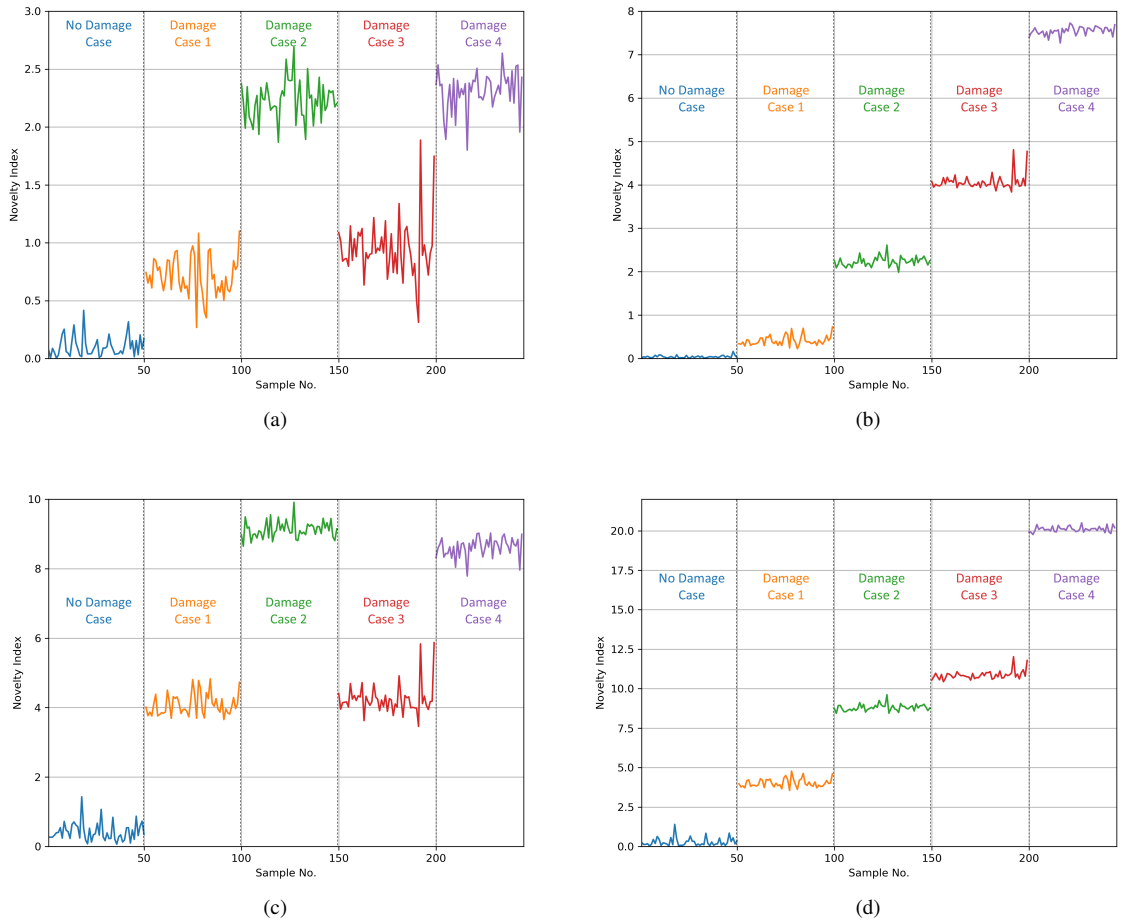 3.0
2.5
2.0
1.5
1.0
0.5
0.0
Novelty Index
No Damage
Case
Damage
Case 1
Damage
Case 2
Damage
Case 3
Damage
Case 4
50
100
150
200
Sample No.
(a)
8
7
6
5
4
3
2
1
0
Novelty Index
No Damage
Case
Damage
Case 1
Damage
Case 2
Damage
Case 3
Damage
Case 4
50
100
150
200
Sample No.
(b)
10
8
6
4
2
0
Novelty Index
No Damage
Case
Damage
Case 1
Damage
Case 2
Damage
Case 3
Damage
Case 4
50
100
150
200
Sample No.
(c)
20.0
17.5
15.0
12.5
10.0
7.5
5.0
2.5
0.0
Novelty Index
No Damage
Case
Damage
Case 1
Damage
Case 2
Damage
Case 3
Damage
Case 4
50
100
150
200
Sample No.
(d)